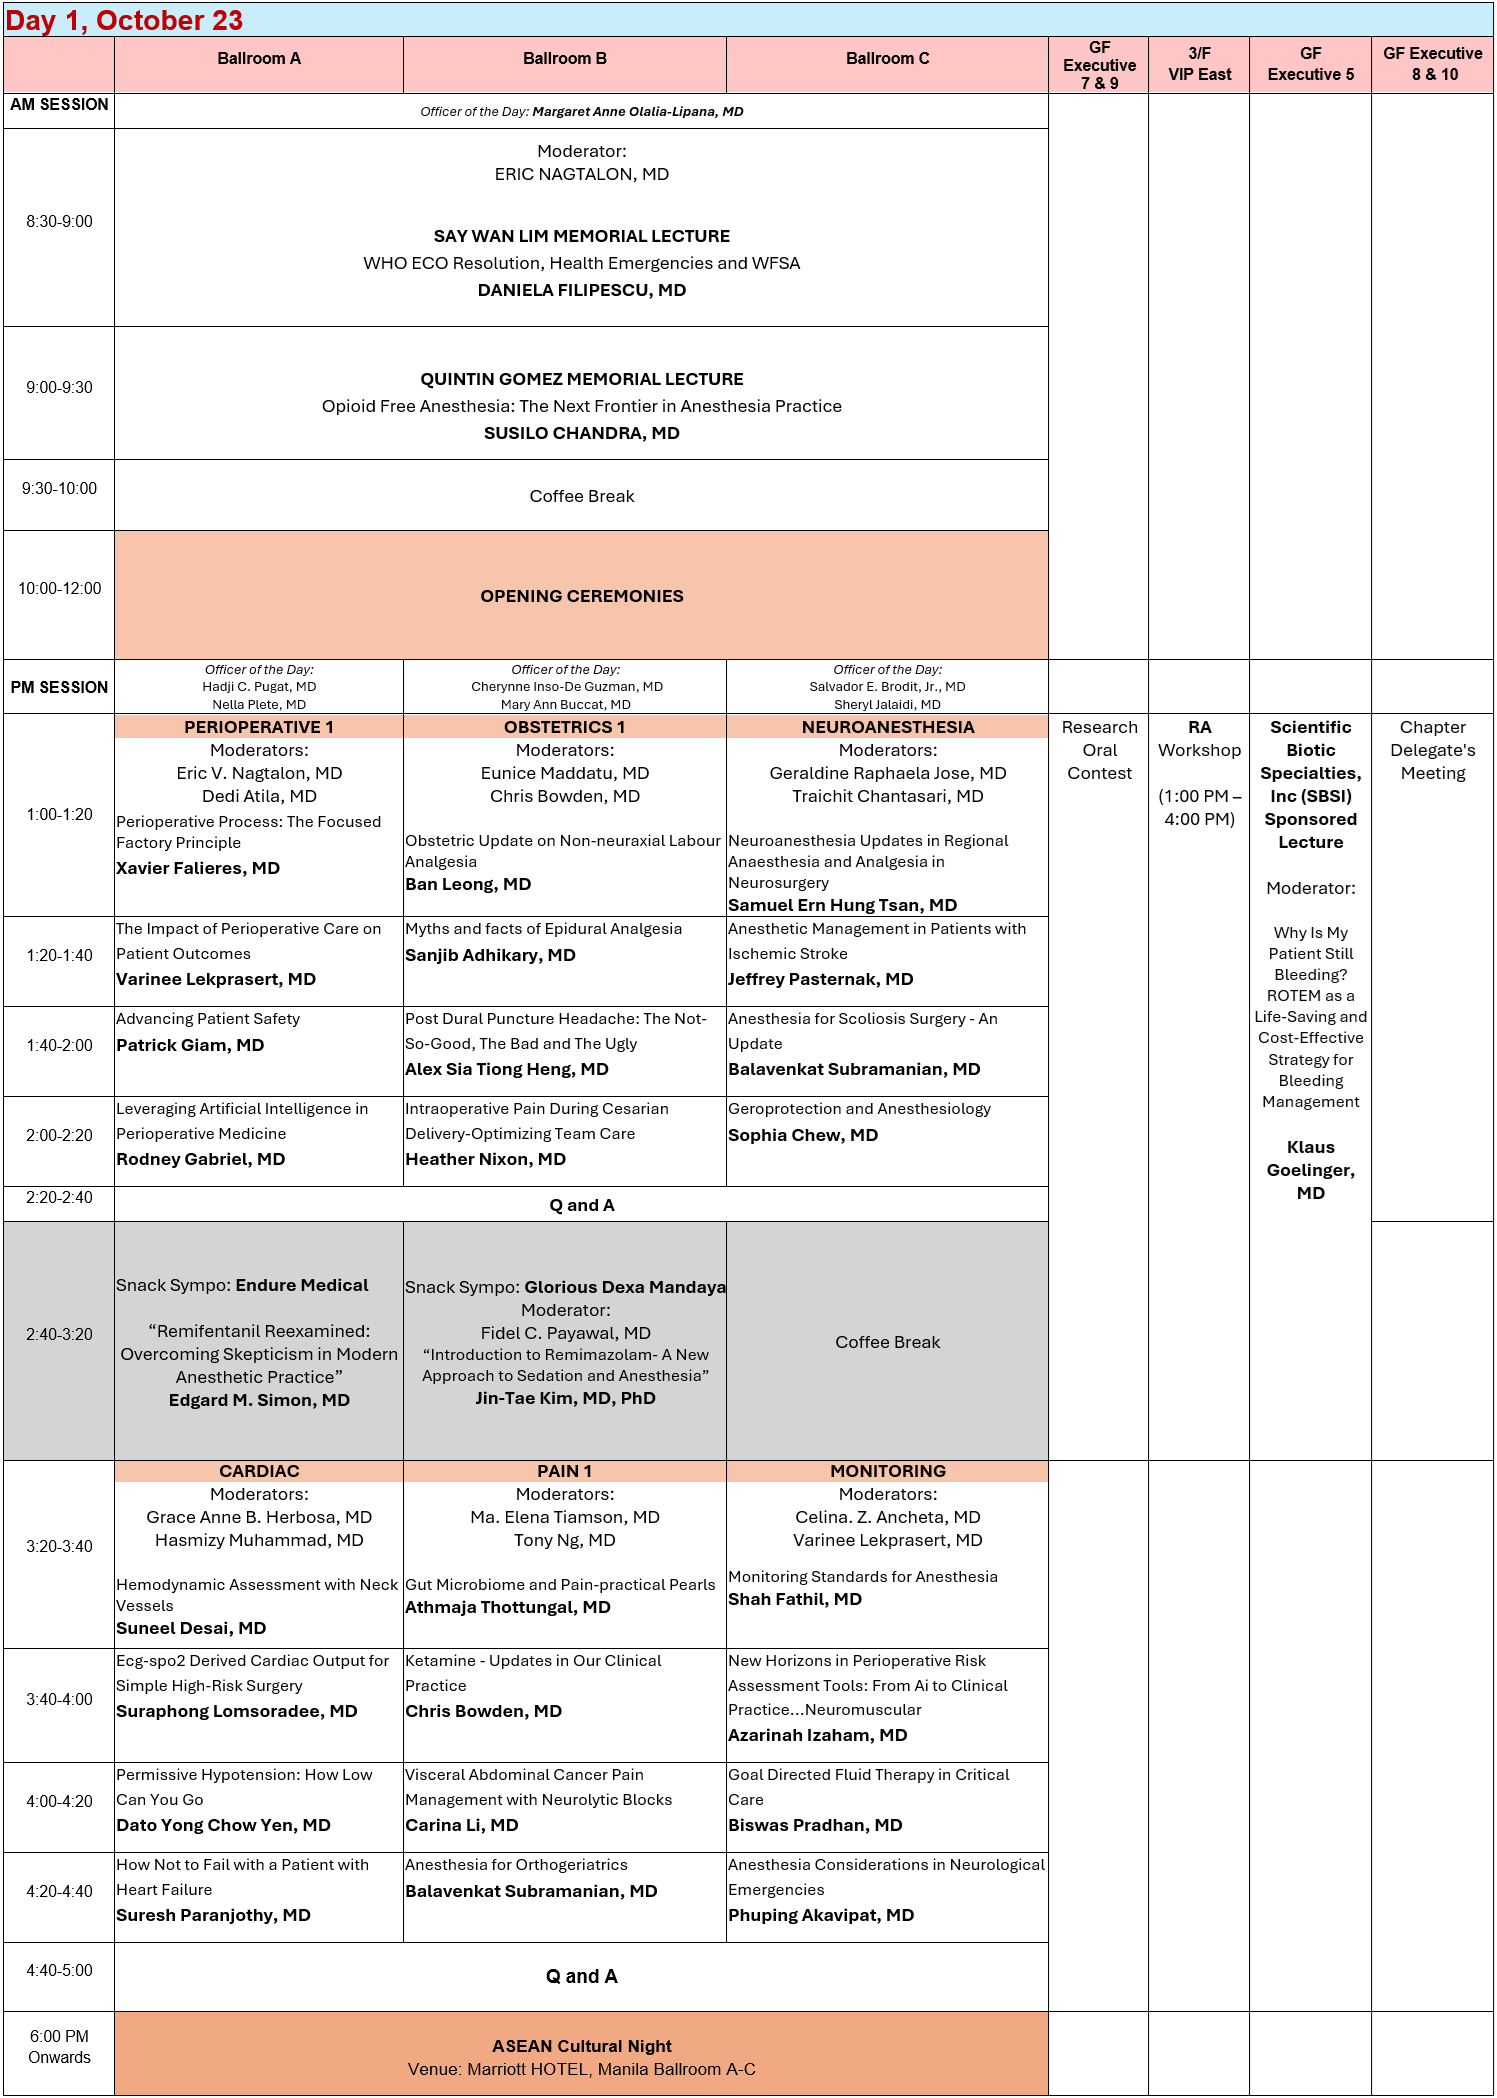 Day 1, October 23
Ballroom A
Ballroom B
Ballroom C
GF
Executive
7 & 9
3/F
VIP East
GF
Executive 5
GF Executive
8 & 10
AM SESSION
Officer of the Day: Margaret Anne Olalia-Lipana, MD
8:30-9:00
Moderator:
ERIC NAGTALON, MD
SAY WAN LIM MEMORIAL LECTURE
WHO ECO Resolution, Health Emergencies and WFSA
DANIELA FILIPESCU, MD
9:00-9:30
QUINTIN GOMEZ MEMORIAL LECTURE
Opioid Free Anesthesia: The Next Frontier in Anesthesia Practice
SUSILO CHANDRA, MD
9:30-10:00
Coffee Break
10:00-12:00
OPENING CEREMONIES
PM SESSION
Officer of the Day:
Hadji C. Pugat, MD
Nella Plete, MD
Officer of the Day:
Cherynne Inso-De Guzman, MD
Mary Ann Buccat, MD
Officer of the Day:
Salvador E. Brodit, Jr., MD
Sheryl Jalaidi, MD
1:00-1:20
PERIOPERATIVE 1
Moderators:
Eric V. Nagtalon, MD
Dedi Atila, MD
Perioperative Process: The Focused
Factory Principle
Xavier Falieres, MD
OBSTETRICS 1
Moderators:
Eunice Maddatu, MD
Chris Bowden, MD
Obstetric Update on Non-neuraxial Labour
Analgesia
Ban Leong, MD
NEUROANESTHESIA
Moderators:
Geraldine Raphaela Jose, MD
Traichit Chantasari, MD
Neuroanesthesia Updates in Regional
Anaesthesia and Analgesia in
Neurosurgery
Samuel Ern Hung Tsan, MD
Research
Oral
Contest
RA
Workshop
(1:00 PM –
4:00 PM)
Scientific
Biotic
Specialties,
Inc (SBSI)
Sponsored
Lecture
Moderator:
Why Is My
Patient Still
Bleeding?
ROTEM as a
Life-Saving and
Cost-Effective
Strategy for
Bleeding
Management
Klaus
Goelinger,
MD
Chapter
Delegate's
Meeting
1:20-1:40
The Impact of Perioperative Care on
Patient Outcomes
Varinee Lekprasert, MD
Myths and facts of Epidural Analgesia
Sanjib Adhikary, MD
Anesthetic Management in Patients with
Ischemic Stroke
Jeffrey Pasternak, MD
1:40-2:00
Advancing Patient Safety
Patrick Giam, MD
Post Dural Puncture Headache: The Not-
So-Good, The Bad and The Ugly
Alex Sia Tiong Heng, MD
Anesthesia for Scoliosis Surgery - An
Update
Balavenkat Subramanian, MD
2:00-2:20
Leveraging Artificial Intelligence in
Perioperative Medicine
Rodney Gabriel, MD
Intraoperative Pain During Cesarian
Delivery-Optimizing Team Care
Heather Nixon, MD
Geroprotection and Anesthesiology
Sophia Chew, MD
2:20-2:40
Q and A
2:40-3:20
Snack Sympo: Endure Medical
“Remifentanil Reexamined:
Overcoming Skepticism in Modern
Anesthetic Practice”
Edgard M. Simon, MD
Snack Sympo: Glorious Dexa Mandaya
Moderator:
Fidel C. Payawal, MD
“Introduction to Remimazolam- A New
Approach to Sedation and Anesthesia”
Jin-Tae Kim, MD, PhD
Coffee Break
3:20-3:40
CARDIAC
Moderators:
Grace Anne B. Herbosa, MD
Hasmizy Muhammad, MD
Hemodynamic Assessment with Neck
Vessels
Suneel Desai, MD
PAIN 1
Moderators:
Ma. Elena Tiamson, MD
Tony Ng, MD
Gut Microbiome and Pain-practical Pearls
Athmaja Thottungal, MD
MONITORING
Moderators:
Celina. Z. Ancheta, MD
Varinee Lekprasert, MD
Monitoring Standards for Anesthesia
Shah Fathil, MD
3:40-4:00
Ecg-spo2 Derived Cardiac Output for
Simple High-Risk Surgery
Suraphong Lomsoradee, MD
Ketamine - Updates in Our Clinical
Practice
Chris Bowden, MD
New Horizons in Perioperative Risk
Assessment Tools: From Ai to Clinical
Practice...Neuromuscular
Azarinah Izaham, MD
4:00-4:20
Permissive Hypotension: How Low
Can You Go
Dato Yong Chow Yen, MD
Visceral Abdominal Cancer Pain
Management with Neurolytic Blocks
Carina Li, MD
Goal Directed Fluid Therapy in Critical
Care
Biswas Pradhan, MD
4:20-4:40
How Not to Fail with a Patient with
Heart Failure
Suresh Paranjothy, MD
Anesthesia for Orthogeriatrics
Balavenkat Subramanian, MD
Anesthesia Considerations in Neurological
Emergencies
Phuping Akavipat, MD
4:40-5:00
Q and A
6:00 PM
Onwards
ASEAN Cultural Night
Venue: Marriott HOTEL, Manila Ballroom A-C